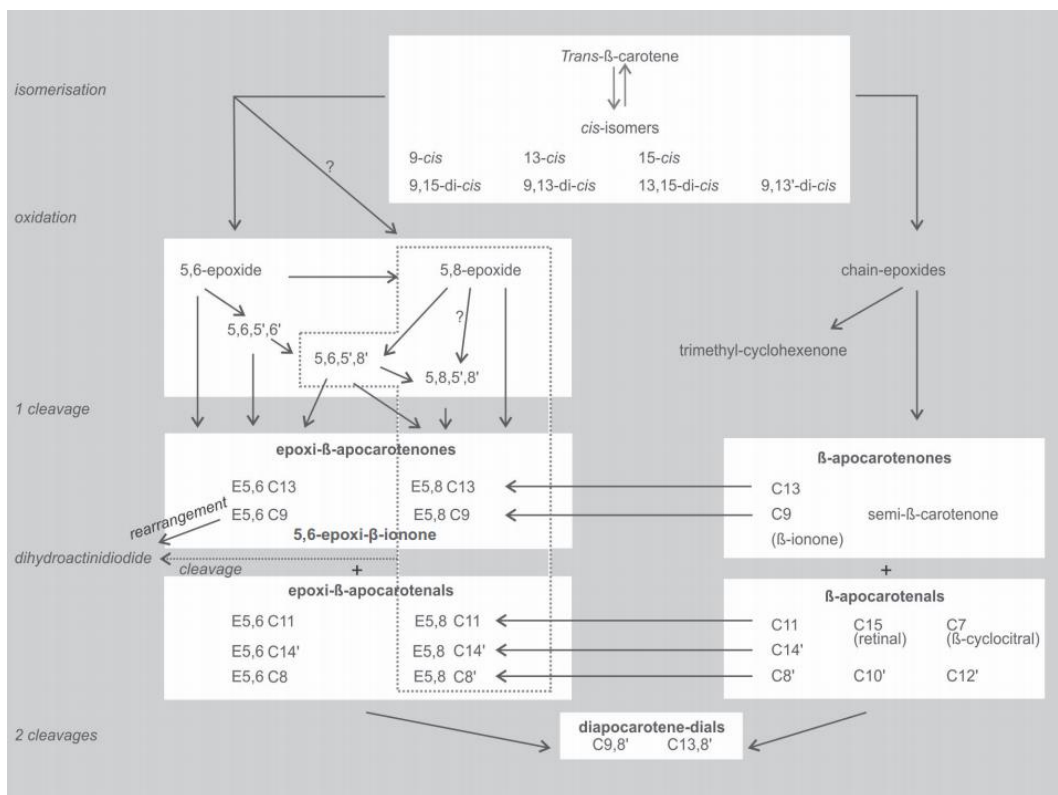 Trans-ß-carotene
isomerisation
cis-isomers
9-cis 13-cis 15-cis
?
9,15-di-cis 9,13-di-cis 13,15-di-cis 9,13'-di-cis
oxidation
5,6-epoxide 5,8-epoxide chain-epoxides
?
5,6,5',6'
5,6,5',8' trimethyl-cyclohexenone
5,8,5',8'
1 cleavage
epoxi-ß-apocarotenones ß-apocarotenones
E5,6 C13 E5,8 C13 C13
rearrangement
E5,6 C9 E5,8 C9 C9 semi-ß-carotenone
5,6-epoxi-β-ionone (ß-ionone)
dihydroactinidiodide
cleavage + +
epoxi-ß-apocarotenals ß-apocarotenals
E5,6 C11 E5,8 C11 C11 C15 C7
(retinal) (ß-cyclocitral)
E5,6 C14' E5,8 C14' C14'
E5,6 C8 E5,8 C8' C8' C10' C12'
diapocarotene-dials
2 cleavages
C9,8' C13,8'